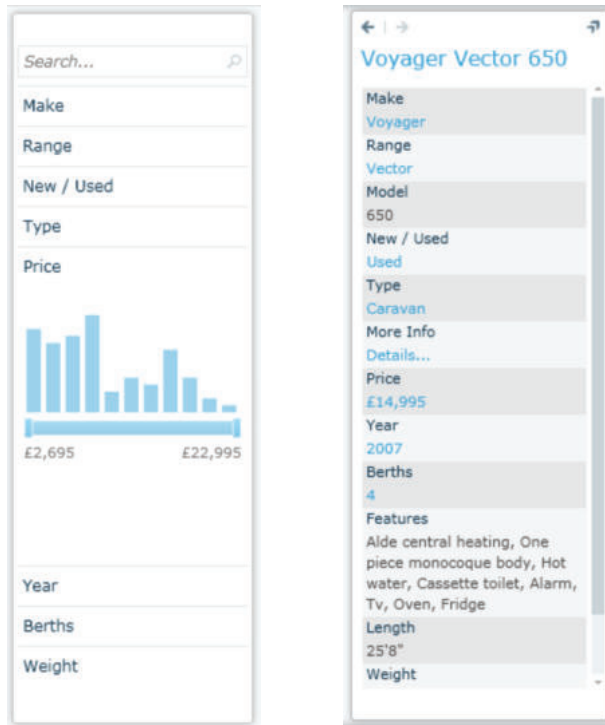 Search...
Make
Range
New / Used
Type
Price
£2,695 £22,995
Year
Berths
Weight
Voyager Vector 650
Make
Voyager
Range
Vector
Model
650
New / Used
Used
Type
Caravan
More Info
Details...
Price
£14,995
Year
2007
Berths
4
Features
Alde central heating, One
piece monocoque body, Hot
water, Cassette toilet, Alarm,
Tv, Oven, Fridge
Length
25'8"
Weight